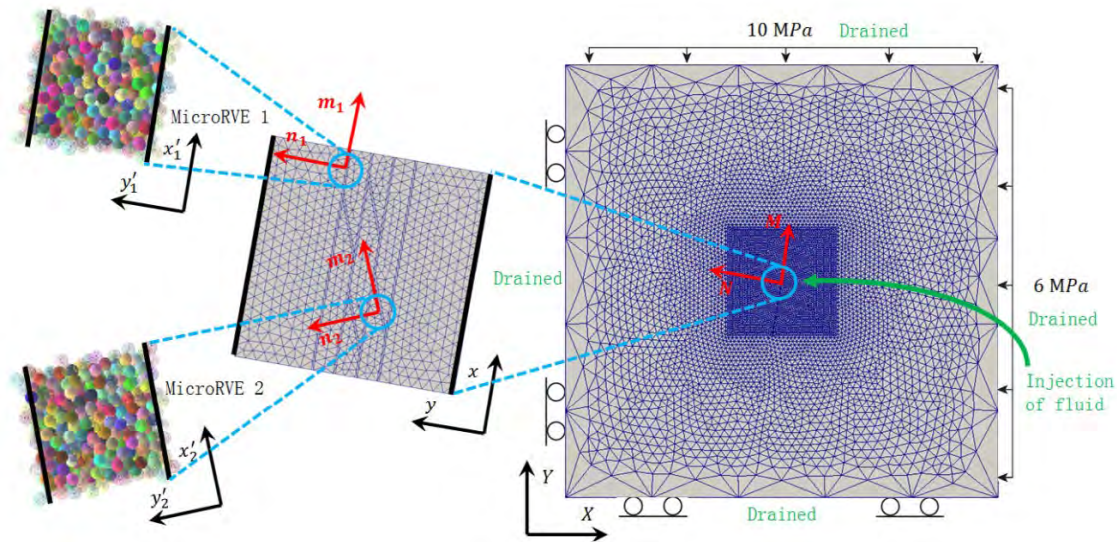 10 MPa Drained
MicroRVE 1
m₁
n₁
x′₁
y′₁
M
N
m₂
n₂
Drained
6 MPa
Drained
MicroRVE 2
x
y
Injection
of fluid
x′₂
y′₂
Y
X
Drained